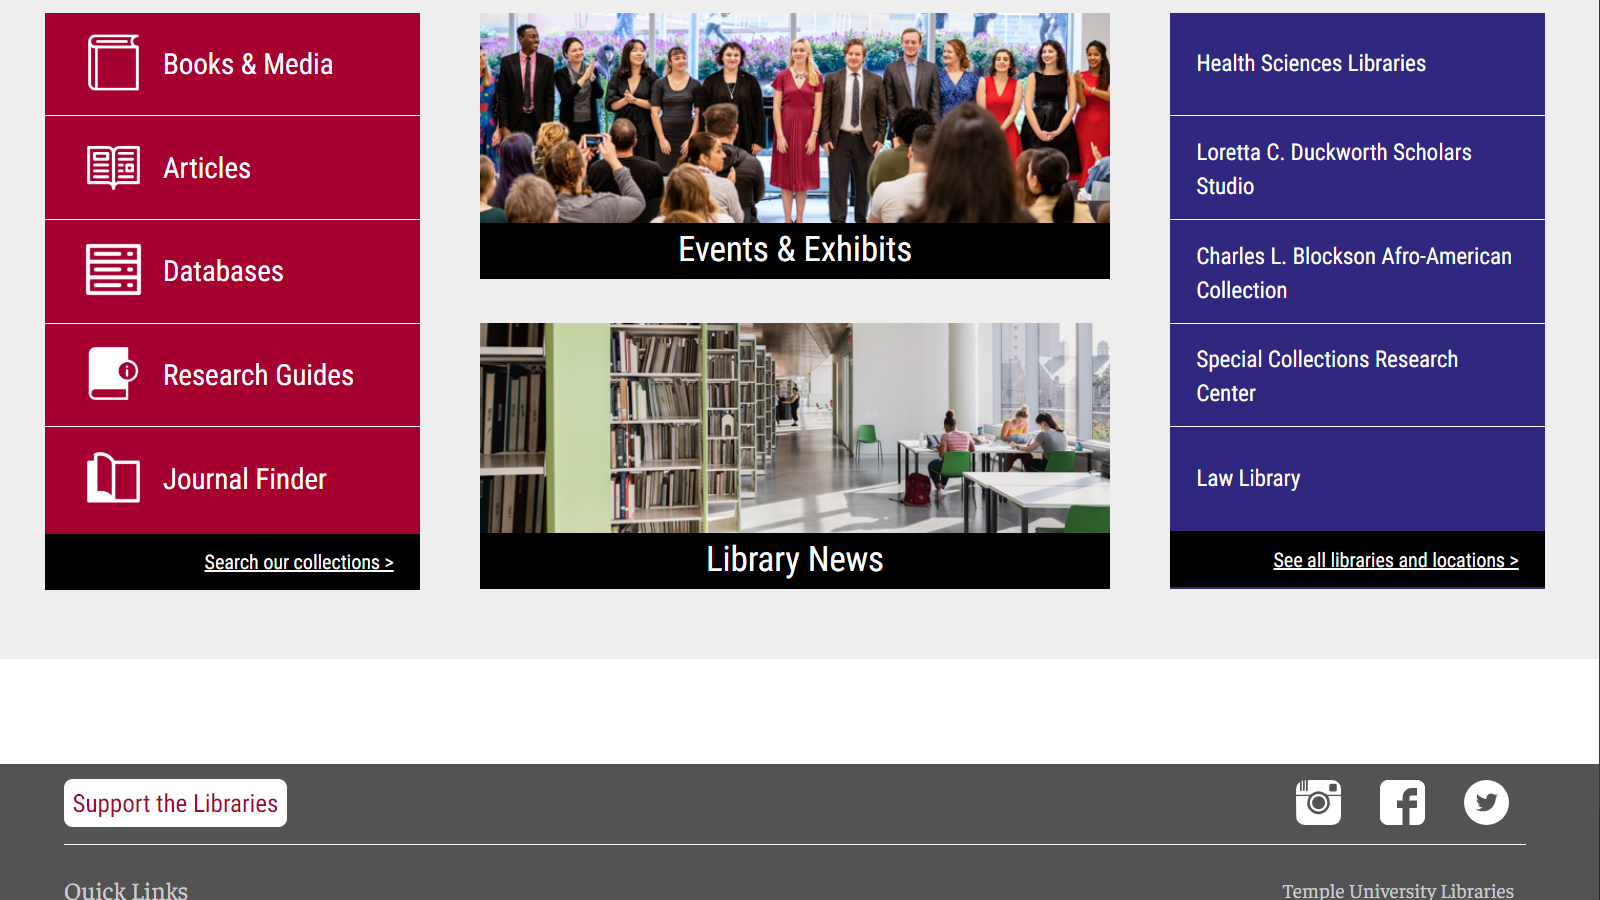 Books & Media
Articles
Databases
Research Guides
Journal Finder
Search our collections >
Events & Exhibits
Library News
Health Sciences Libraries
Loretta C. Duckworth Scholars
Studio
Charles L. Blockson Afro-American
Collection
Special Collections Research
Center
Law Library
See all libraries and locations >
Support the Libraries
Quick Links
Temple University Libraries